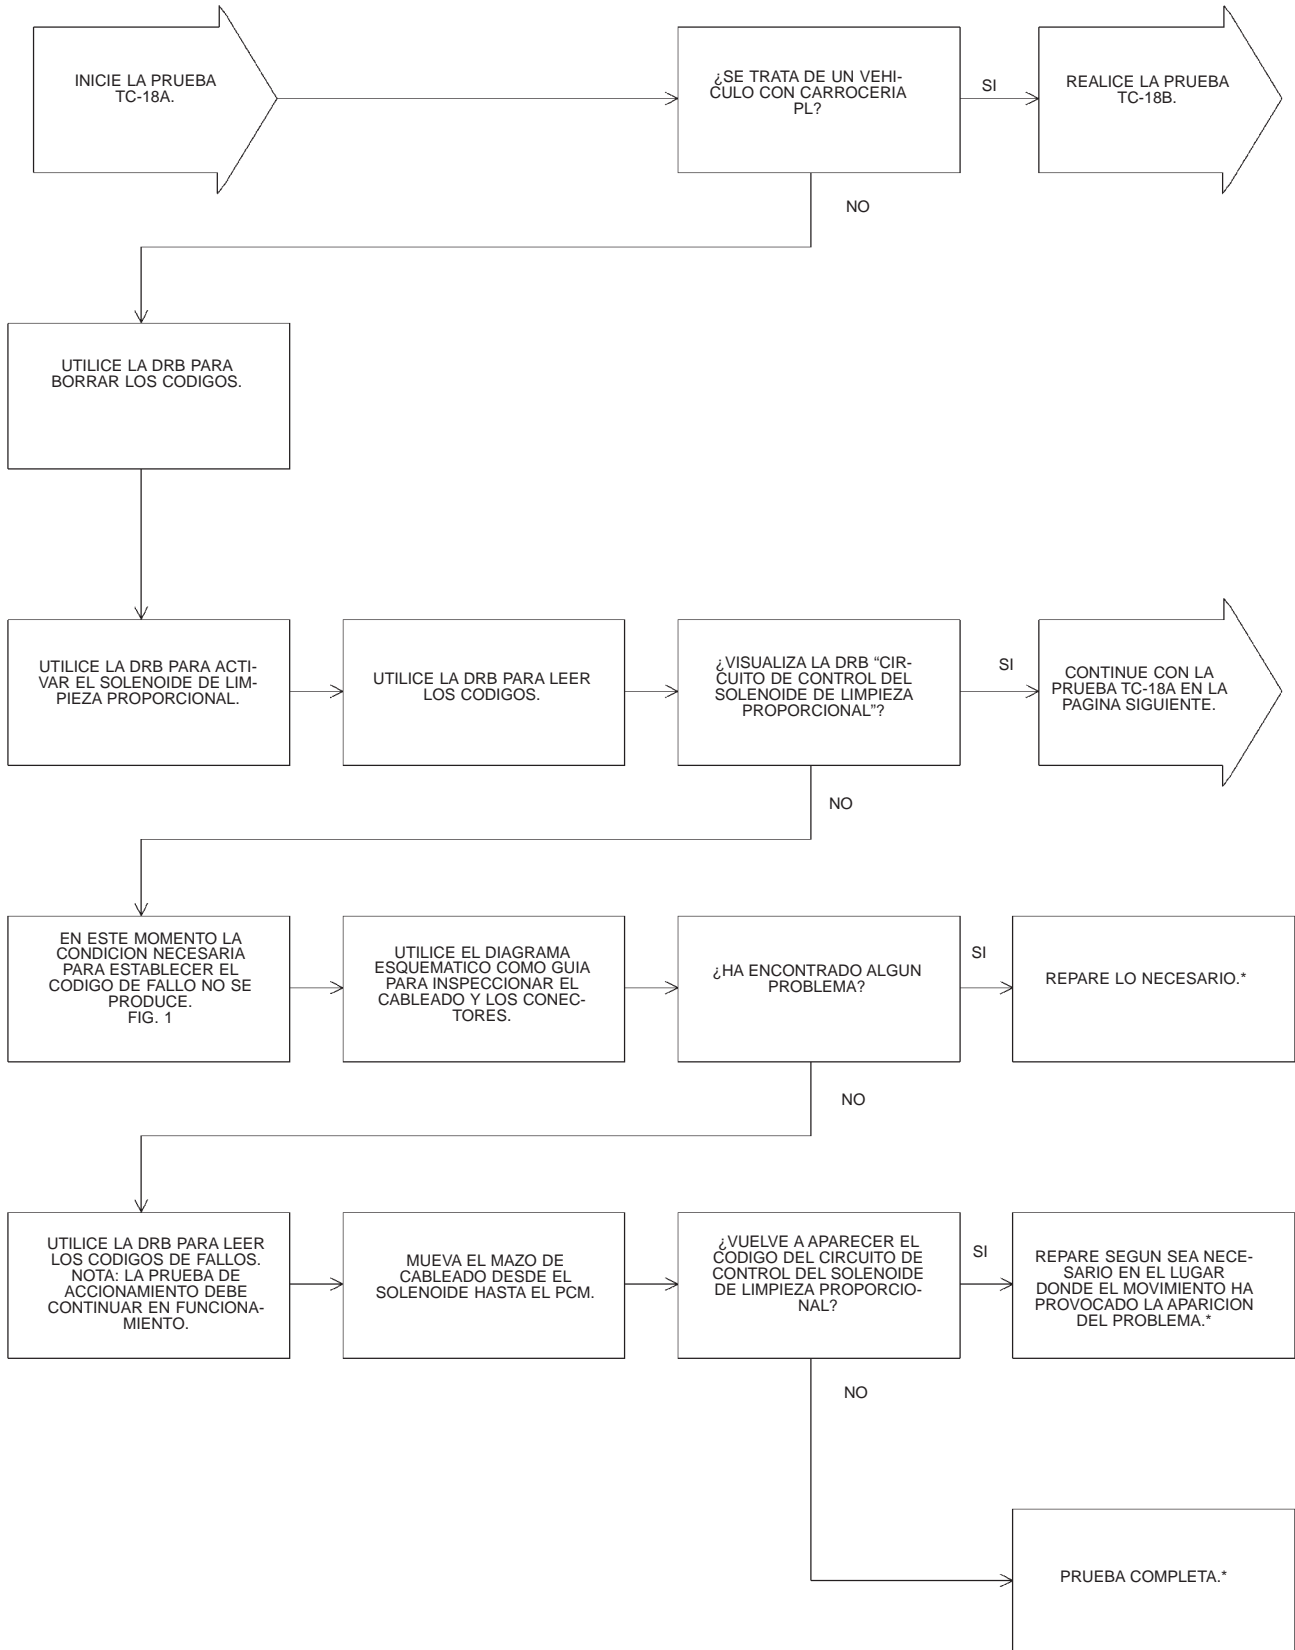 INICIE LA PRUEBA
TC-18A.
¿SE TRATA DE UN VEHI-
CULO CON CARROCERIA
PL?
SI
REALICE LA PRUEBA
TC-18B.
NO
UTILICE LA DRB PARA
BORRAR LOS CODIGOS.
UTILICE LA DRB PARA ACTI-
VAR EL SOLENOIDE DE LIM-
PIEZA PROPORCIONAL.
UTILICE LA DRB PARA LEER
LOS CODIGOS.
¿VISUALIZA LA DRB “CIR-
CUITO DE CONTROL DEL
SOLENOIDE DE LIMPIEZA
PROPORCIONAL”?
SI
CONTINUE CON LA
PRUEBA TC-18A EN LA
PAGINA SIGUIENTE.
NO
EN ESTE MOMENTO LA
CONDICION NECESARIA
PARA ESTABLECER EL
CODIGO DE FALLO NO SE
PRODUCE.
FIG. 1
UTILICE EL DIAGRAMA
ESQUEMATICO COMO GUIA
PARA INSPECCIONAR EL
CABLEADO Y LOS CONEC-
TORES.
¿HA ENCONTRADO ALGUN
PROBLEMA?
SI
REPARE LO NECESARIO.*
NO
UTILICE LA DRB PARA LEER
LOS CODIGOS DE FALLOS.
NOTA: LA PRUEBA DE
ACCIONAMIENTO DEBE
CONTINUAR EN FUNCIONA-
MIENTO.
MUEVA EL MAZO DE
CABLEADO DESDE EL
SOLENOIDE HASTA EL PCM.
¿VUELVE A APARECER EL
CODIGO DEL CIRCUITO DE
CONTROL DEL SOLENOIDE
DE LIMPIEZA PROPORCIO-
NAL?
SI
REPARE SEGUN SEA NECE-
SARIO EN EL LUGAR
DONDE EL MOVIMIENTO HA
PROVOCADO LA APARICION
DEL PROBLEMA.*
NO
PRUEBA COMPLETA.*